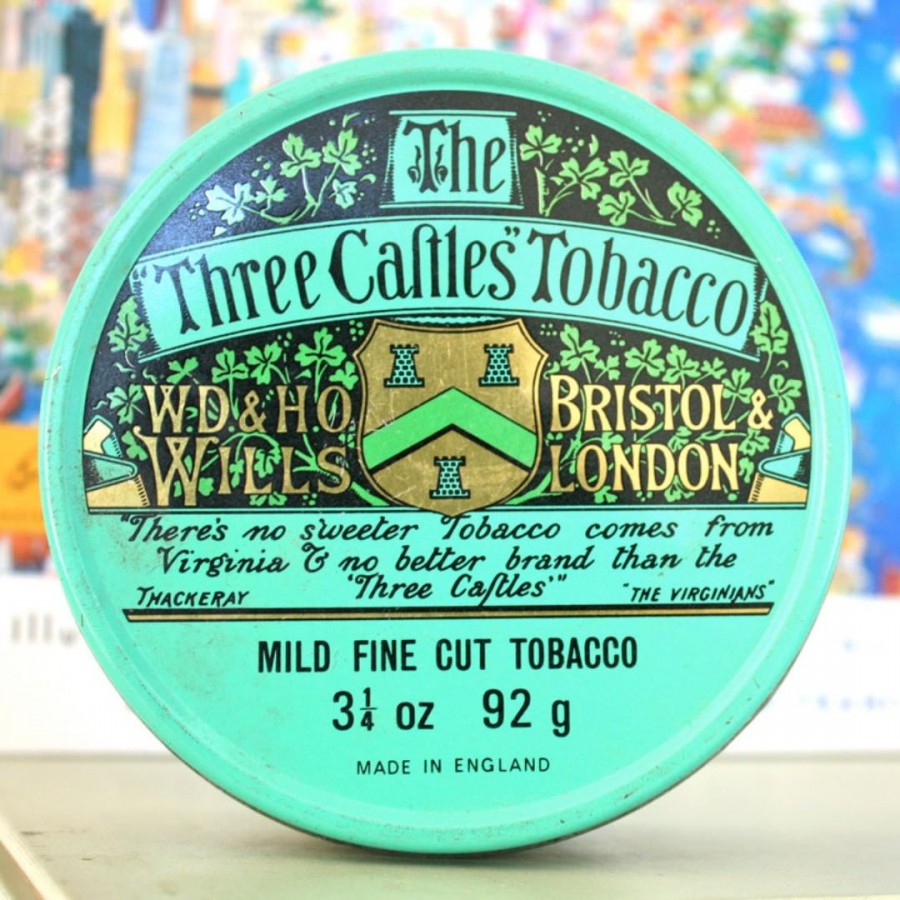 The
"Three Caſtles" Tobacco
W.D & H O
WILLS
BRISTOL &
LONDON
"There's no sweeter Tobacco comes from
Virginia & no better brand than the
'Three Caſtles'"
THACKERAY
"THE VIRGINIANS"
MILD FINE CUT TOBACCO
3¼ oz 92 g
MADE IN ENGLAND